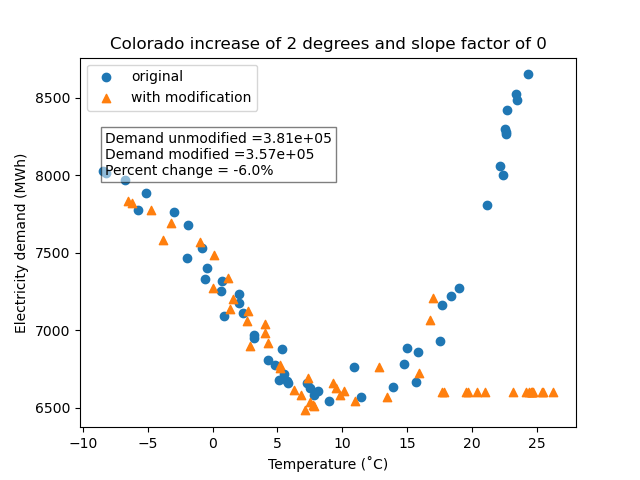 Colorado increase of 2 degrees and slope factor of 0
original
with modification
Demand unmodified =3.81e+05
Demand modified =3.57e+05
Percent change = -6.0%
Electricity demand (MWh)
8500
8000
7500
7000
6500
−10 −5 0 5 10 15 20 25
Temperature (˚C)